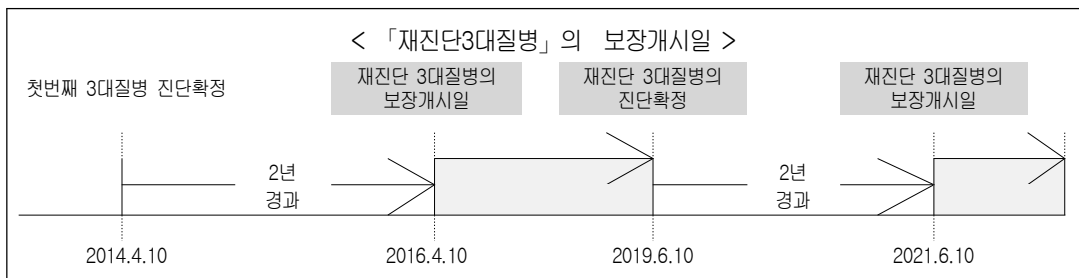 < 「재진단3대질병」의 보장개시일 >
첫번째 3대질병 진단확정
재진단 3대질병의
보장개시일
재진단 3대질병의
진단확정
재진단 3대질병의
보장개시일
2년
경과
2년
경과
2014.4.10
2016.4.10
2019.6.10
2021.6.10